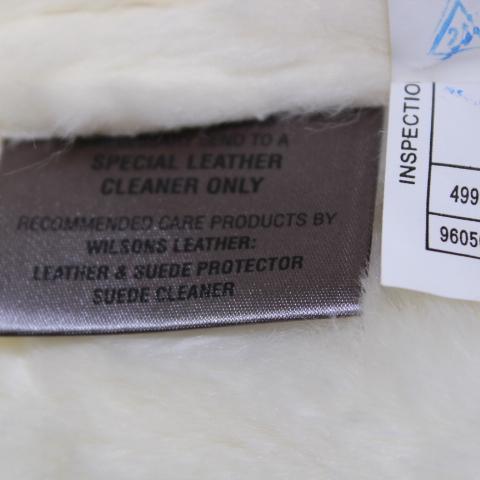 SEND TO A
SPECIAL LEATHER
CLEANER ONLY
RECOMMENDED CARE PRODUCTS BY
WILSONS LEATHER:
LEATHER & SUEDE PROTECTOR
SUEDE CLEANER
INSPECTIO
499
9605